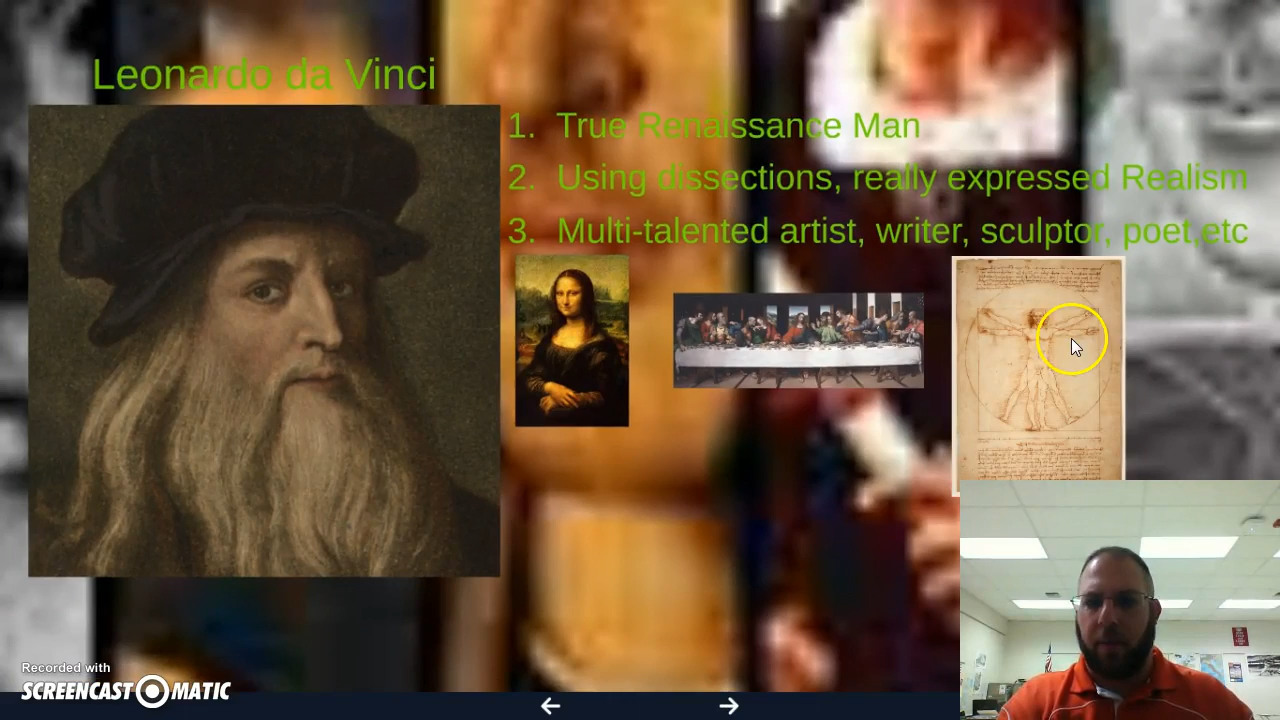 Leonardo da Vinci
1. True Renaissance Man
2. Using dissections, really expressed Realism
3. Multi-talented artist, writer, sculptor, poet,etc
Recorded with
SCREENCAST O MATIC